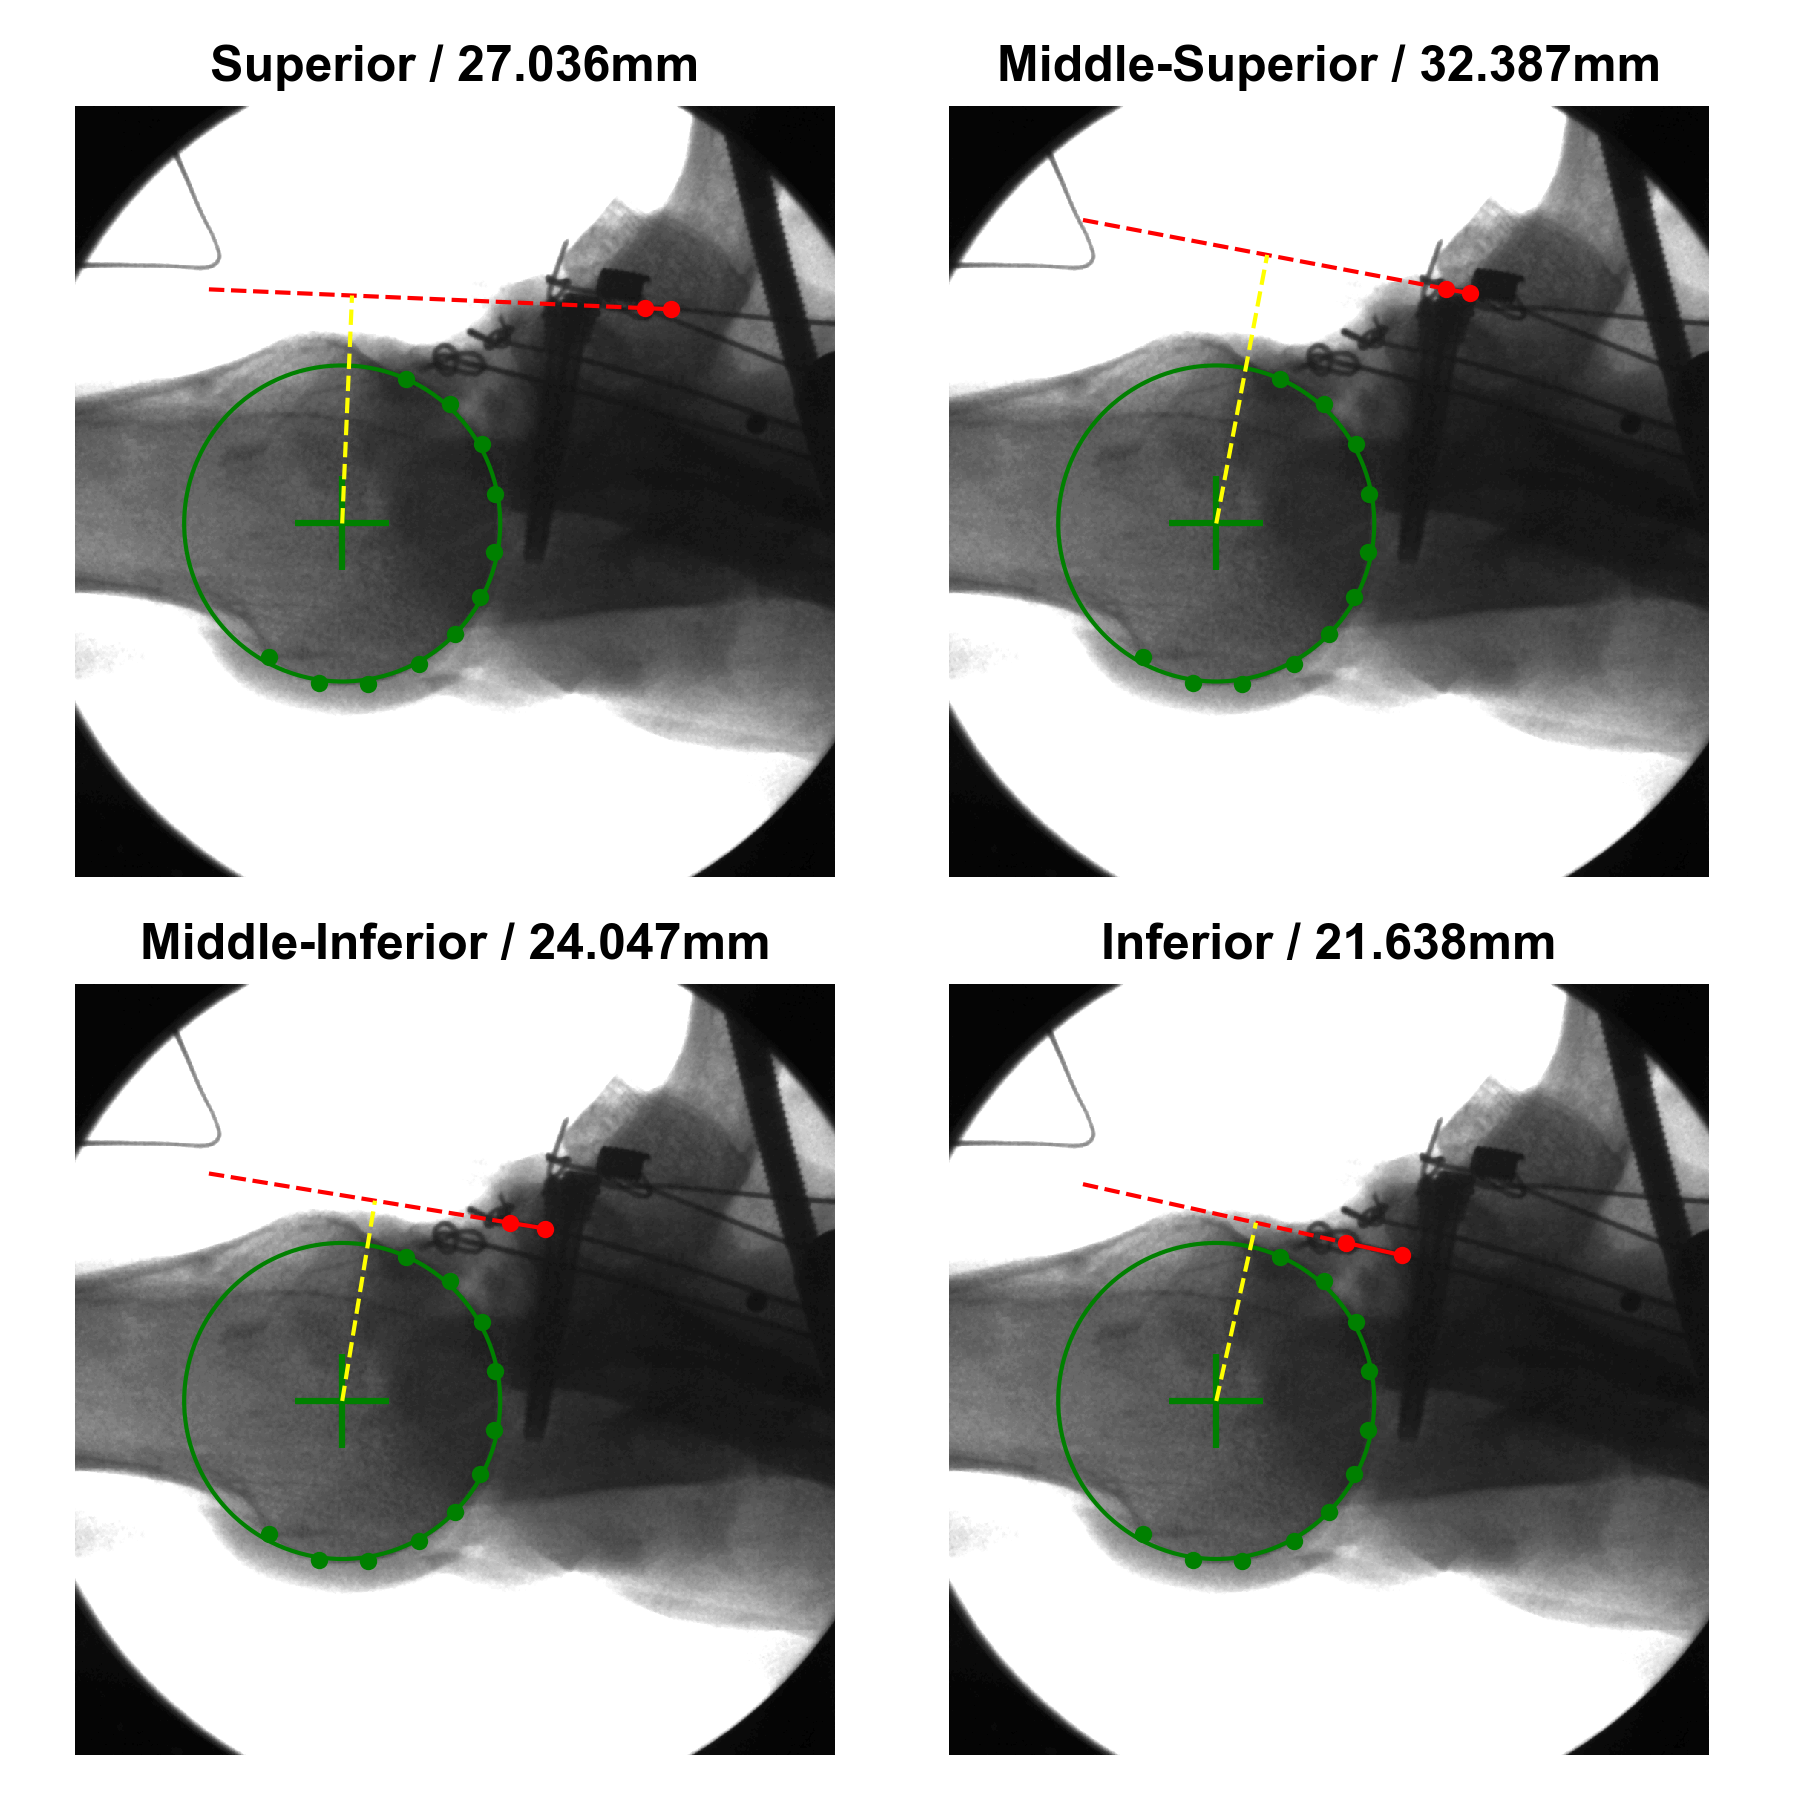 Superior / 27.036mm
Middle-Superior / 32.387mm
Middle-Inferior / 24.047mm
Inferior / 21.638mm